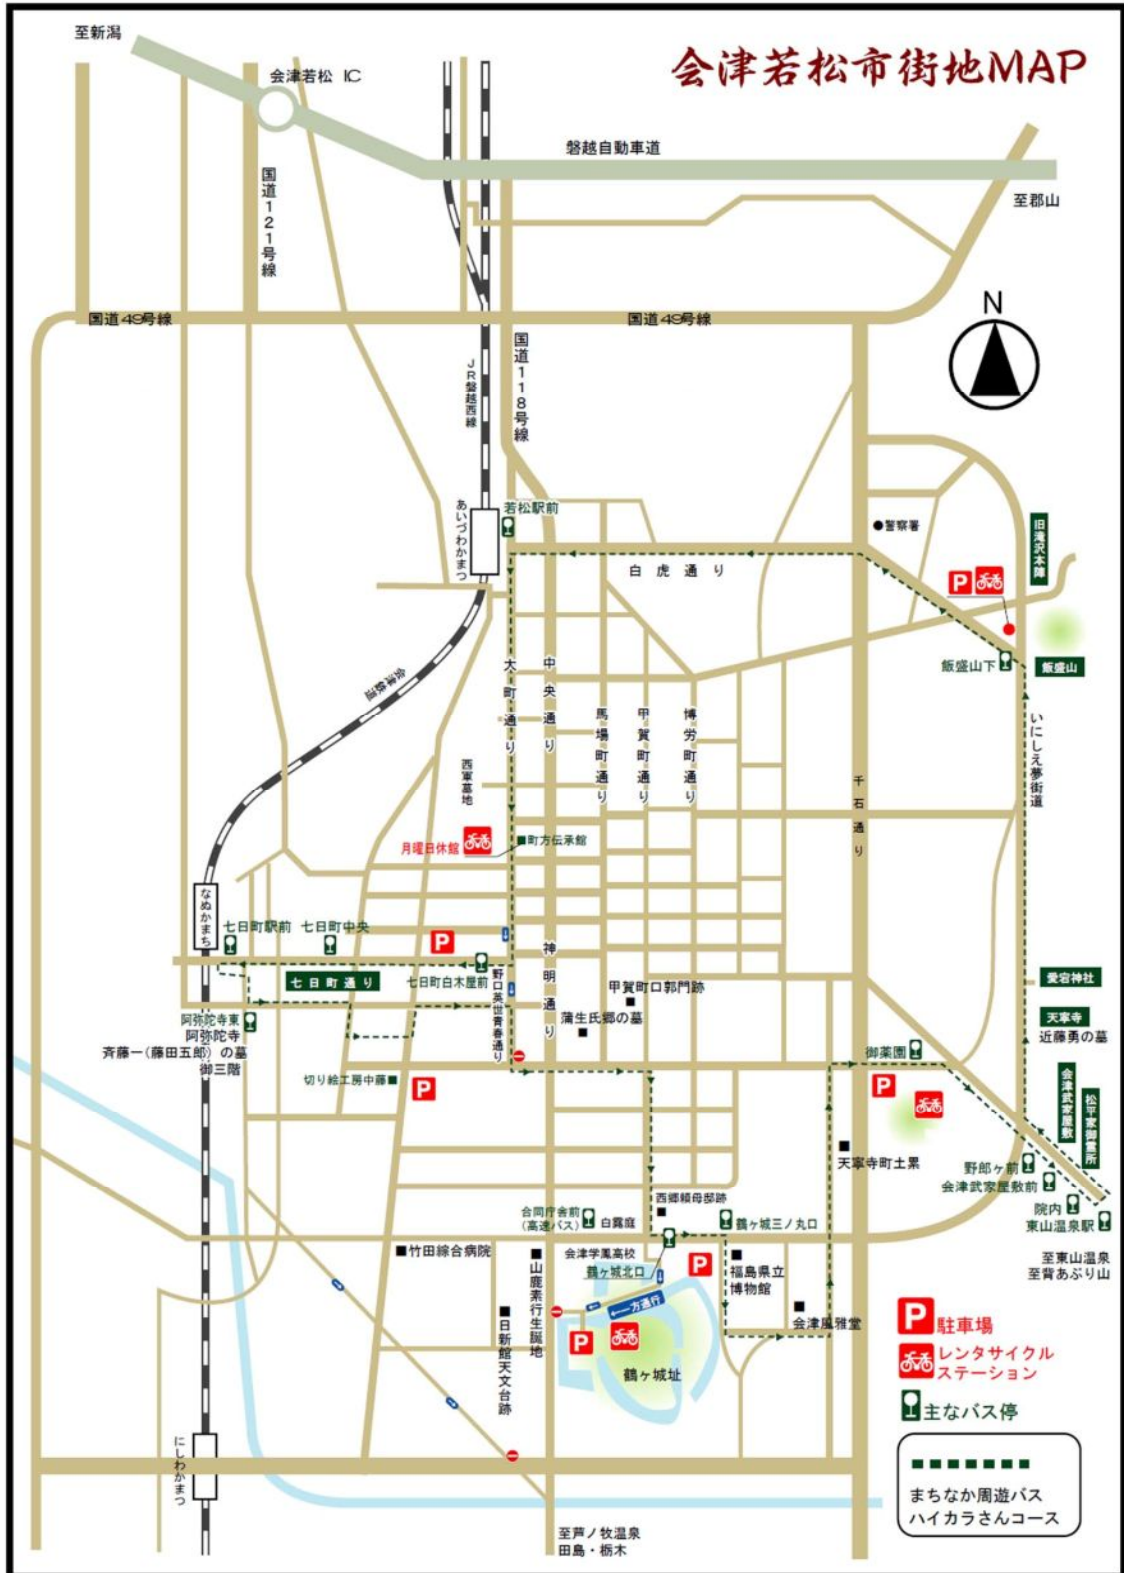 至新潟
会津若松市街地MAP
会津若松 IC
磐越自動車道
国道121号線
至郡山
国道49号線
国道49号線
N
国道118号線
JR磐越西線
あいづわかまつ
若松駅前
●警察署
旧滝沢本陣
白虎通り
P
飯盛山下
飯盛山
会津鉄道
大町通り
中央通り
馬場町通り
甲賀町通り
博労町通り
いにしえ夢街道
千石通り
西軍墓地
月曜日休館
■町方伝承館
なぬかまち
七日町駅前
七日町中央
P
七日町通り
七日町白木屋前
野口英世青春通り
神明通り
甲賀町口郭門跡
蒲生氏郷の墓
愛宕神社
天寧寺
近藤勇の墓
阿弥陀寺東
阿弥陀寺
斉藤一(藤田五郎)の墓
御三階
切り絵工房中藤■
P
御薬園
P
会津武家屋敷
松平家御廟所
天寧寺町土累
野郎ヶ前
会津武家屋敷前
院内
東山温泉駅
至東山温泉
至背あぶり山
西郷頼母邸跡
合同庁舎前
(高速バス)
白露庭
鶴ヶ城三ノ丸口
■竹田綜合病院
会津学鳳高校
鶴ヶ城北口
P
福島県立
博物館
会津風雅堂
■山鹿素行生誕地
■日新館天文台跡
←一方通行
P
鶴ヶ城址
P
駐車場
レンタサイクル
ステーション
主なバス停
にしわかまつ
まちなか周遊バス
ハイカラさんコース
至芦ノ牧温泉
田島・栃木